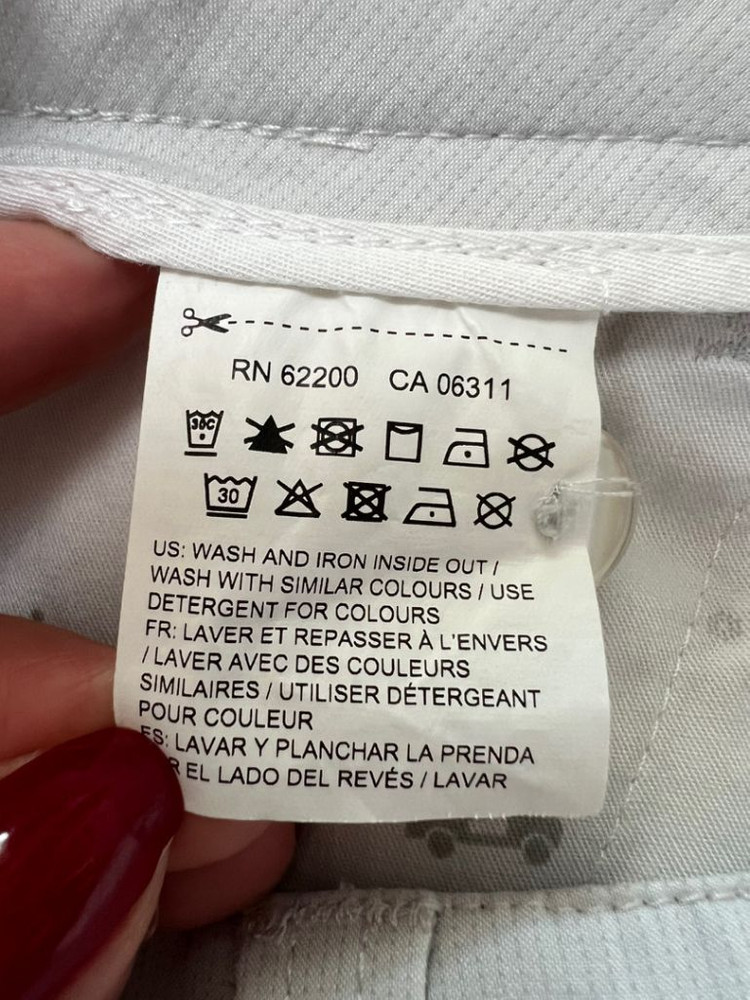 RN 62200 CA 06311
30C
30
US: WASH AND IRON INSIDE OUT /
WASH WITH SIMILAR COLOURS / USE
DETERGENT FOR COLOURS
FR: LAVER ET REPASSER À L'ENVERS
/ LAVER AVEC DES COULEURS
SIMILAIRES / UTILISER DÉTERGEANT
POUR COULEUR
ES: LAVAR Y PLANCHAR LA PRENDA
EL LADO DEL REVÉS / LAVAR